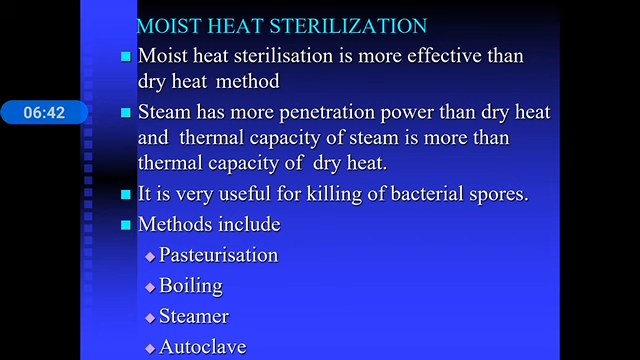 MOIST HEAT STERILIZATION
Moist heat sterilisation is more effective than
dry heat method
06:42
Steam has more penetration power than dry heat
and thermal capacity of steam is more than
thermal capacity of dry heat.
It is very useful for killing of bacterial spores.
Methods include
Pasteurisation
Boiling
Steamer
Autoclave